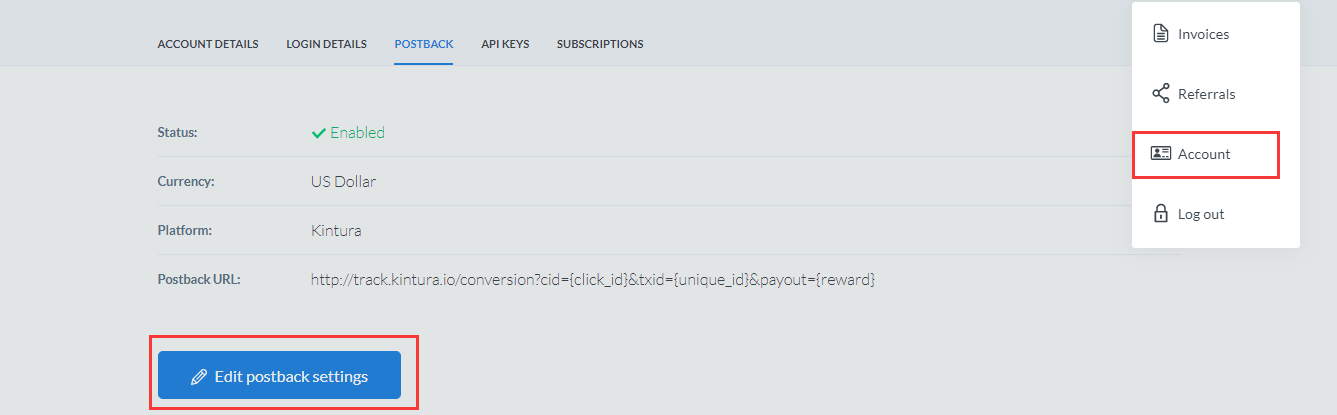 ACCOUNT DETAILS LOGIN DETAILS POSTBACK API KEYS SUBSCRIPTIONS
Invoices
Referrals
Account
Log out
Status: Enabled
Currency: US Dollar
Platform: Kintura
Postback URL: http://track.kintura.io/conversion?cid={click_id}&txid={unique_id}&payout={reward}
Edit postback settings